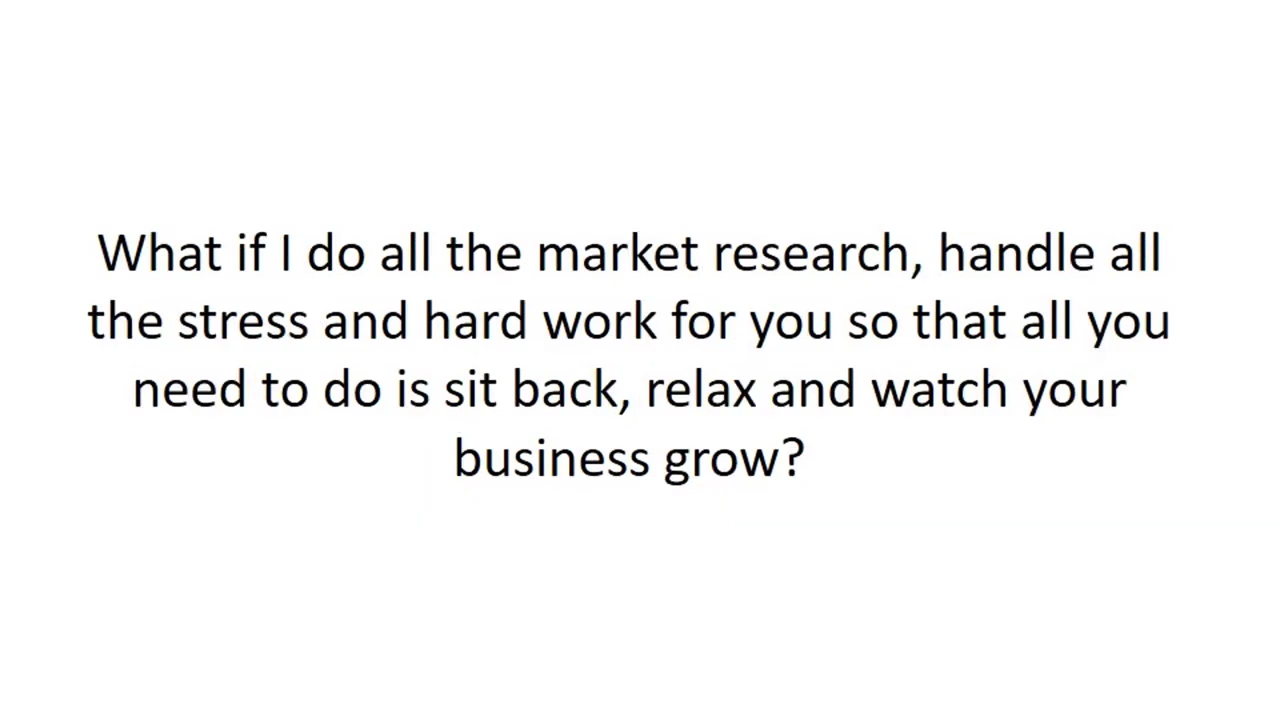 What if I do all the market research, handle all
the stress and hard work for you so that all you
need to do is sit back, relax and watch your
business grow?